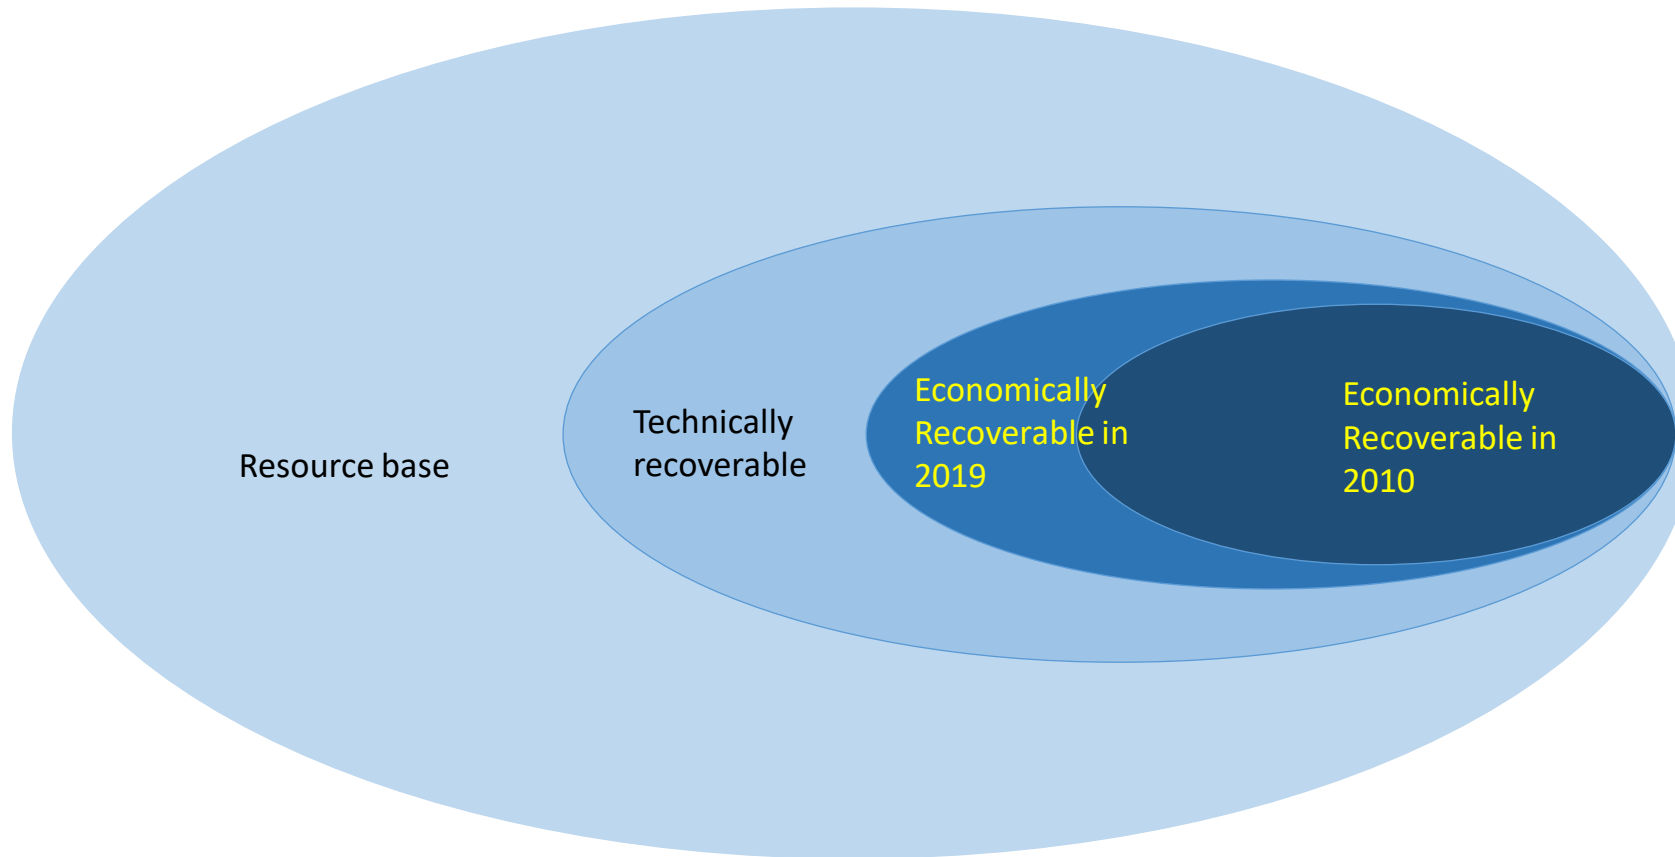 Resource base
Technically
recoverable
Economically
Recoverable in
2019
Economically
Recoverable in
2010